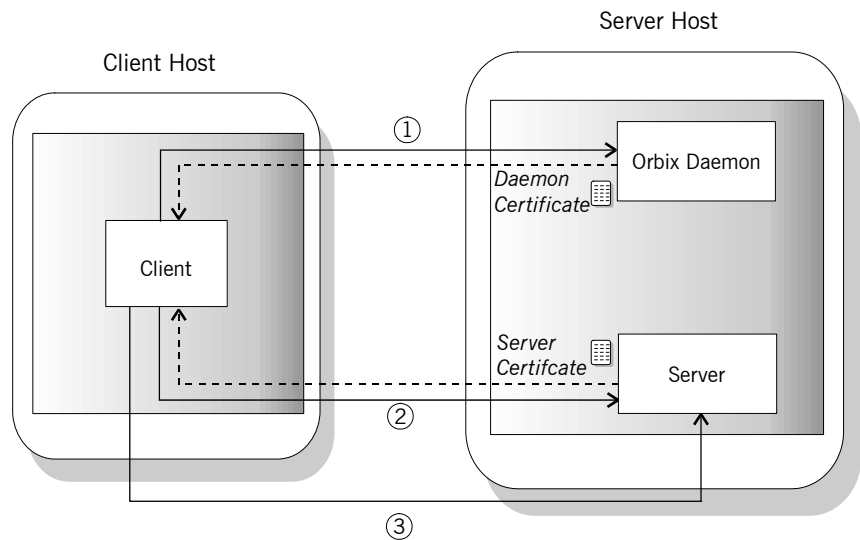 Server Host
Client Host
①
Orbix Daemon
Daemon
Certificate
Client
Server
Certifcate
Server
②
③